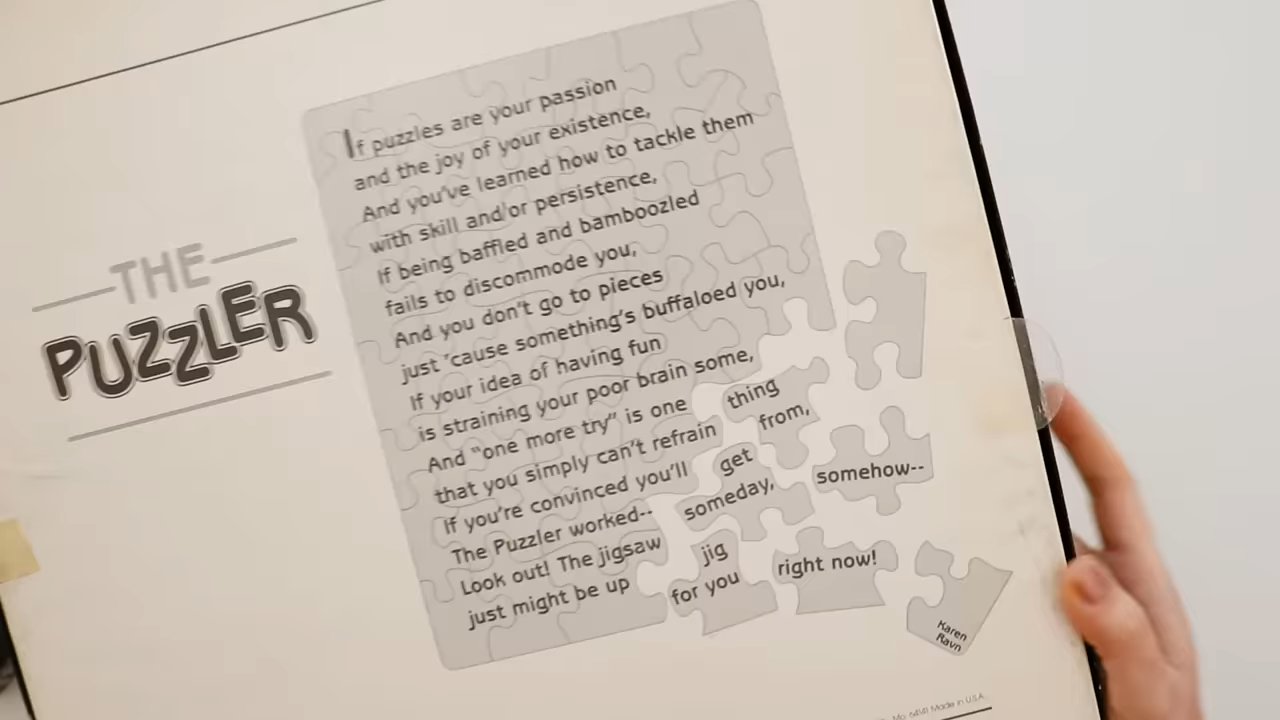 THE
PUZZLER
If puzzles are your passion
and the joy of your existence,
And you've learned how to tackle them
with skill and/or persistence,
If being baffled and bamboozled
fails to discommode you,
And you don't go to pieces
just 'cause something's buffaloed you,
If your idea of having fun
is straining your poor brain some,
And "one more try" is one thing
that you simply can't refrain from,
If you're convinced you'll get
The Puzzler worked-- someday, somehow--
Look out! The jigsaw jig
just might be up for you right now!
Karen
Ravn
Mo. 64141 Made in U.S.A.